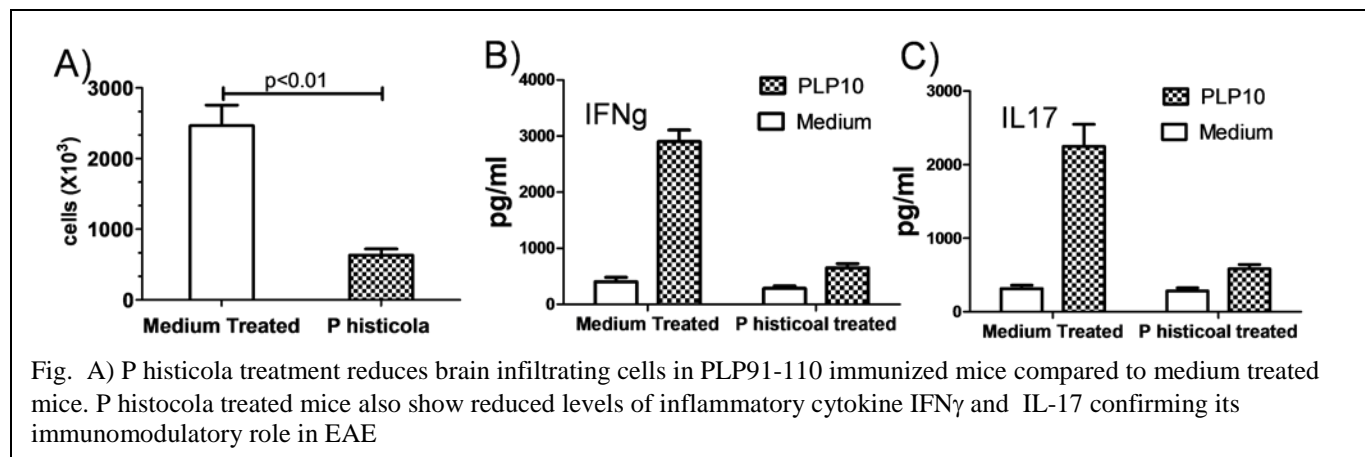 A)
p<0.01
3000
2000
1000
0
cells (X10³)
Medium Treated
P histicola
B)
IFNg
PLP10
Medium
4000
3000
2000
1000
0
pg/ml
Medium Treated
P histicoal treated
C)
IL17
PLP10
Medium
3000
2000
1000
0
pg/ml
Medium Treated
P histicoal treated
Fig. A) P histicola treatment reduces brain infiltrating cells in PLP91-110 immunized mice compared to medium treated
mice. P histocola treated mice also show reduced levels of inflammatory cytokine IFNγ and IL-17 confirming its
immunomodulatory role in EAE